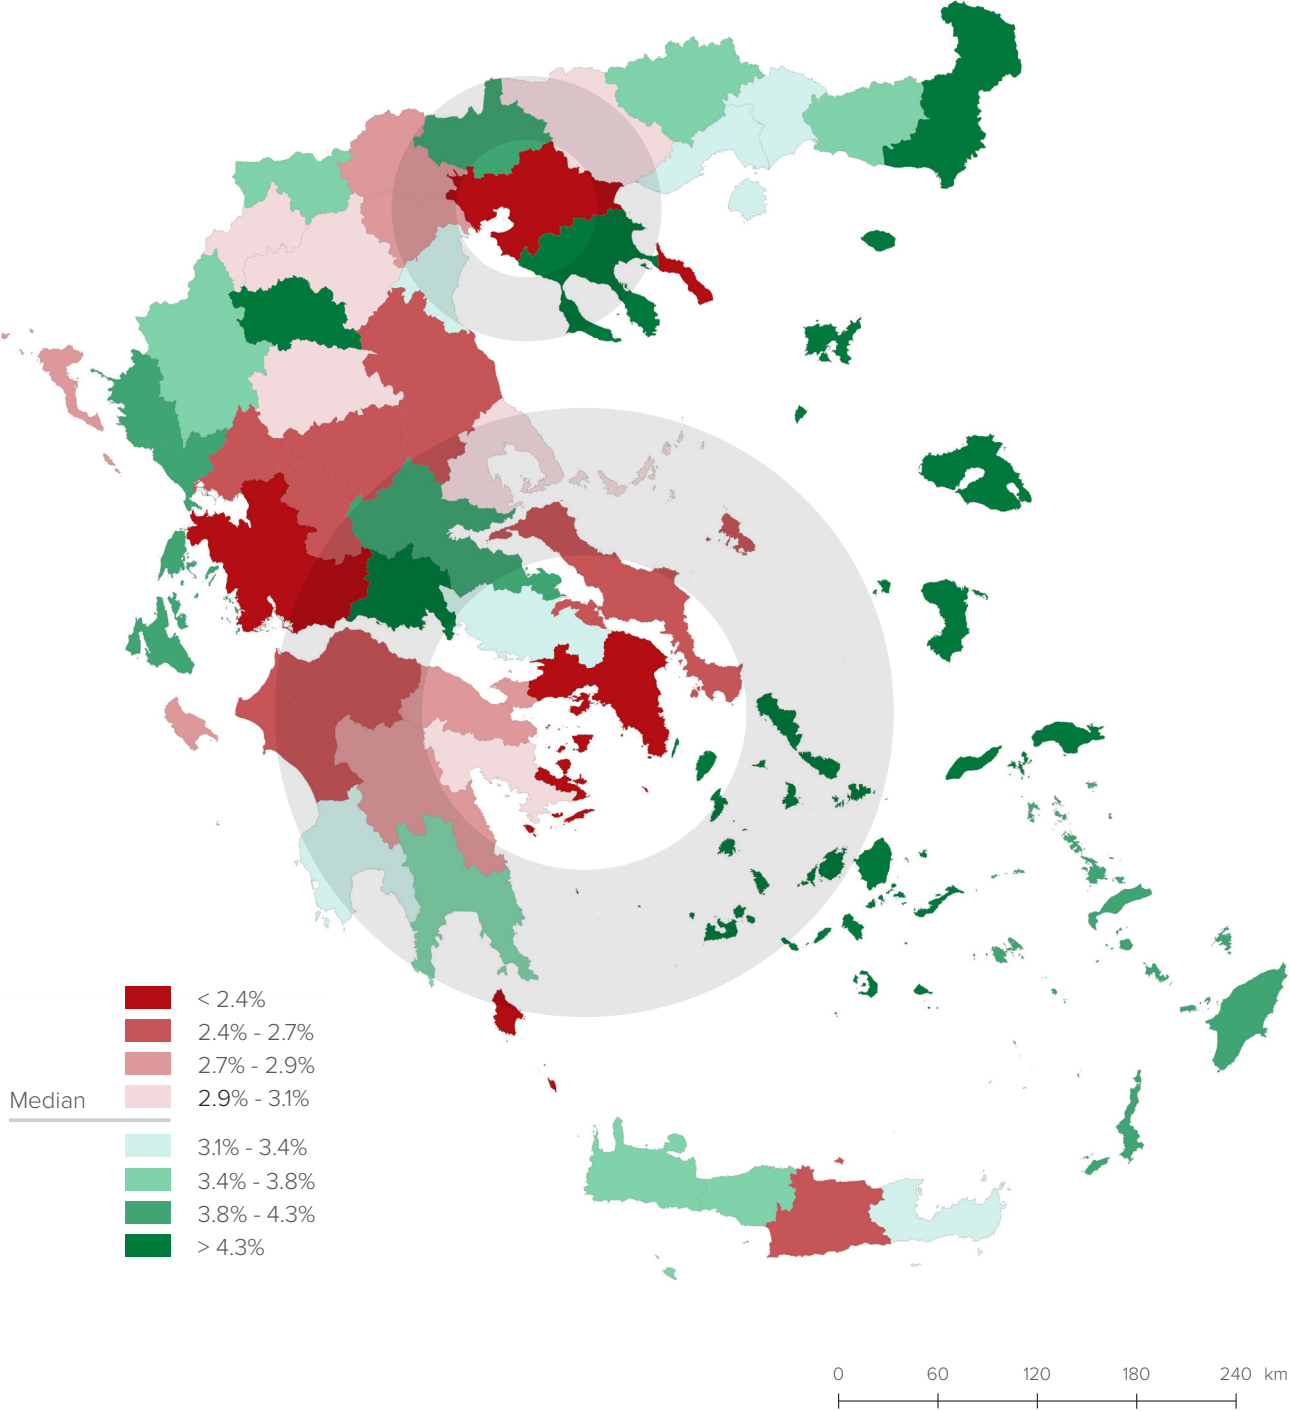 < 2.4%
2.4% - 2.7%
2.7% - 2.9%
Median
2.9% - 3.1%
3.1% - 3.4%
3.4% - 3.8%
3.8% - 4.3%
> 4.3%
0 60 120 180 240 km